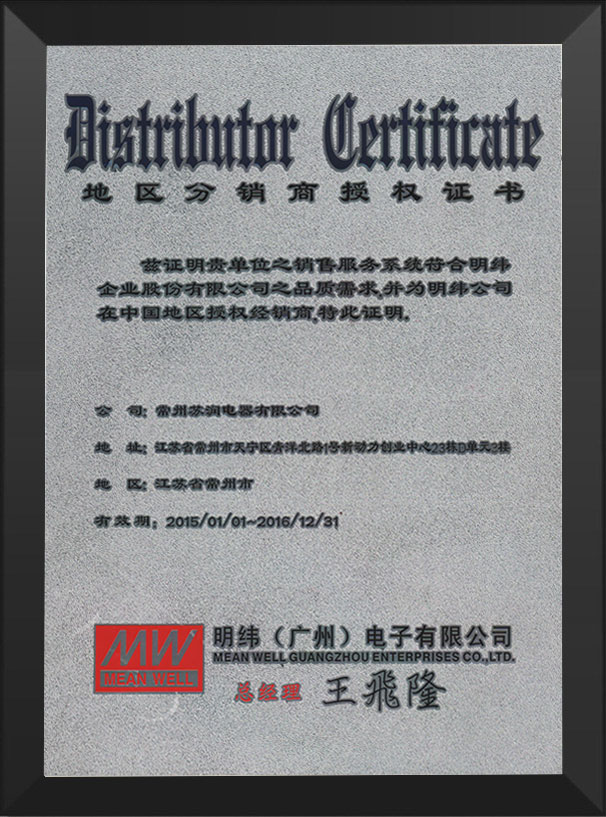 Distributor Certificate
地区分销商授权证书
兹证明贵单位之销售服务系统符合明纬
企业股份有限公司之品质需求,并为明纬公司
在中国地区授权经销商,特此证明.
公 司: 常州苏润电器有限公司
地 址: 江苏省常州市天宁区青洋北路1号新动力创业中心23栋D单元2楼
地 区: 江苏省常州市
有效期: 2015/01/01~2016/12/31
MW
MEAN WELL
明纬（广州）电子有限公司
MEAN WELL GUANGZHOU ENTERPRISES CO.,LTD.
总经理 王飛隆